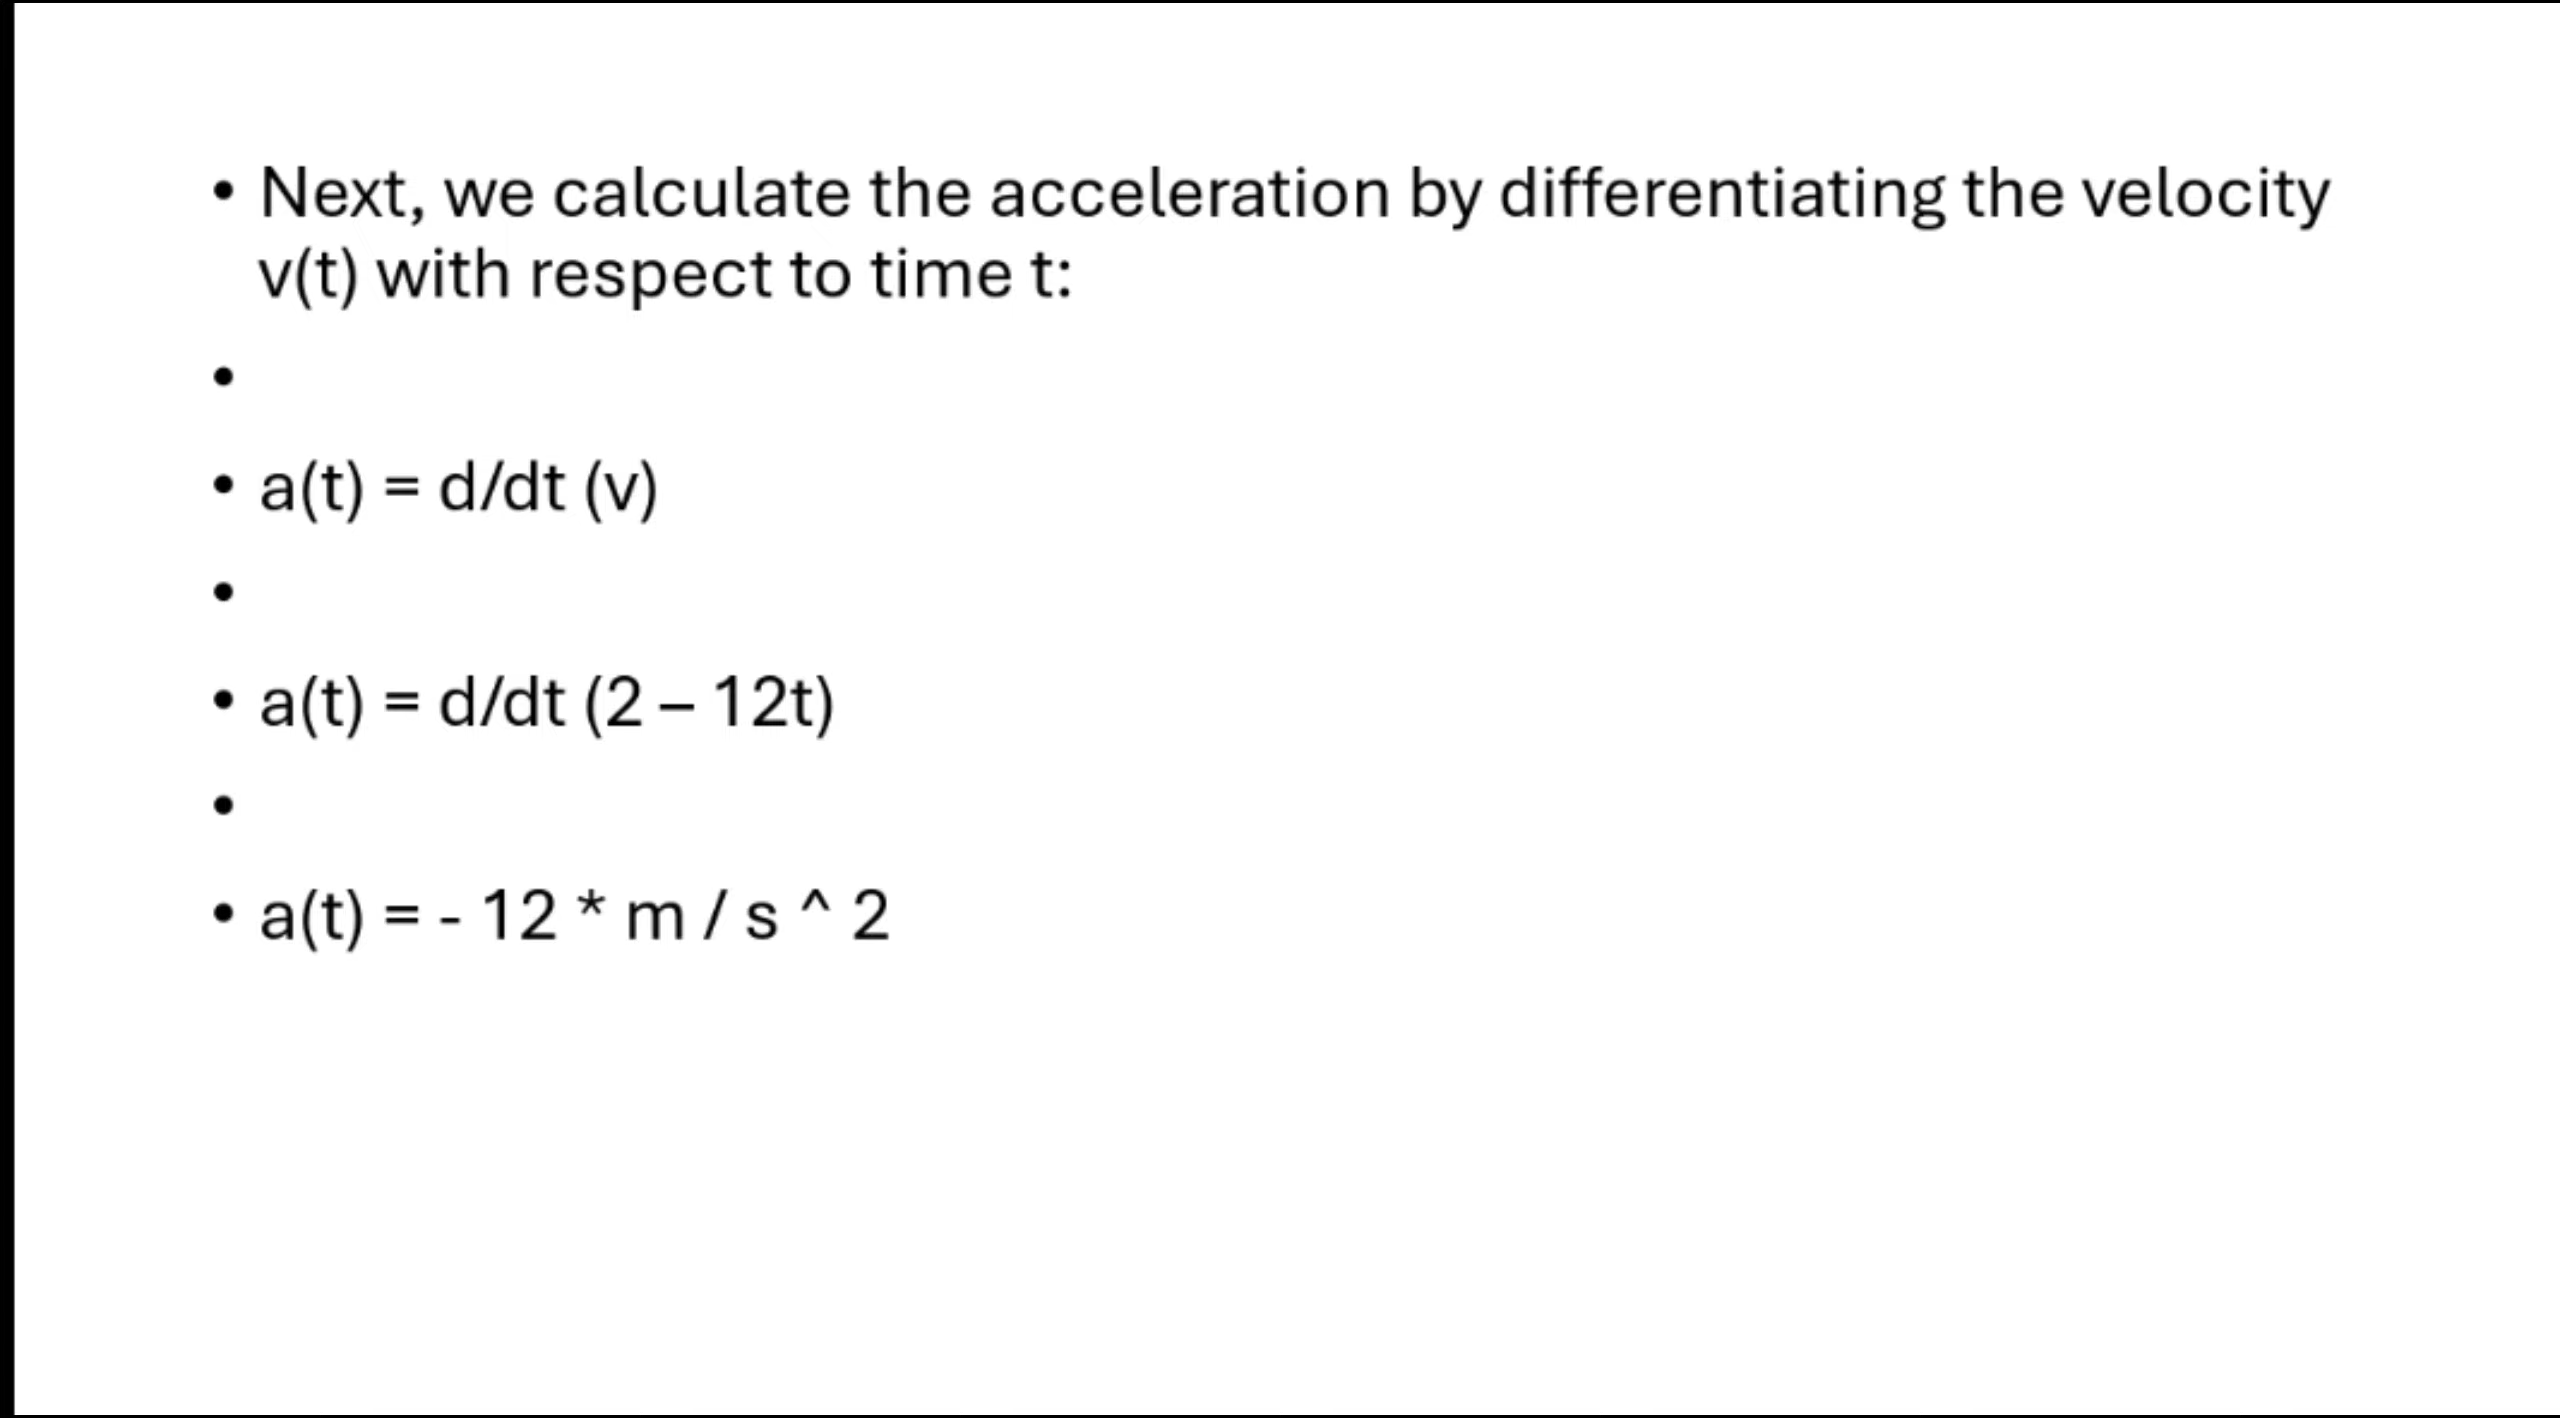 • Next, we calculate the acceleration by differentiating the velocity
v(t) with respect to time t:
•
• a(t) = d/dt (v)
•
• a(t) = d/dt (2 – 12t)
•
• a(t) = - 12 * m / s ^ 2